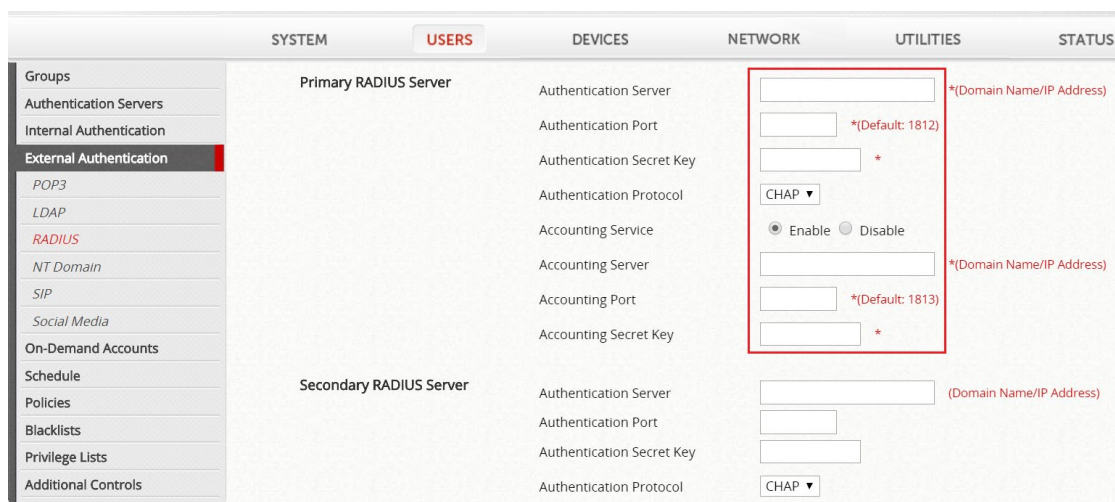 SYSTEM USERS DEVICES NETWORK UTILITIES STATUS
Groups
Authentication Servers
Internal Authentication
External Authentication
POP3
LDAP
RADIUS
NT Domain
SIP
Social Media
On-Demand Accounts
Schedule
Policies
Blacklists
Privilege Lists
Additional Controls
Primary RADIUS Server
Authentication Server *(Domain Name/IP Address)
Authentication Port *(Default: 1812)
Authentication Secret Key *
Authentication Protocol CHAP ▼
Accounting Service Enable Disable
Accounting Server *(Domain Name/IP Address)
Accounting Port *(Default: 1813)
Accounting Secret Key *
Secondary RADIUS Server
Authentication Server (Domain Name/IP Address)
Authentication Port
Authentication Secret Key
Authentication Protocol CHAP ▼